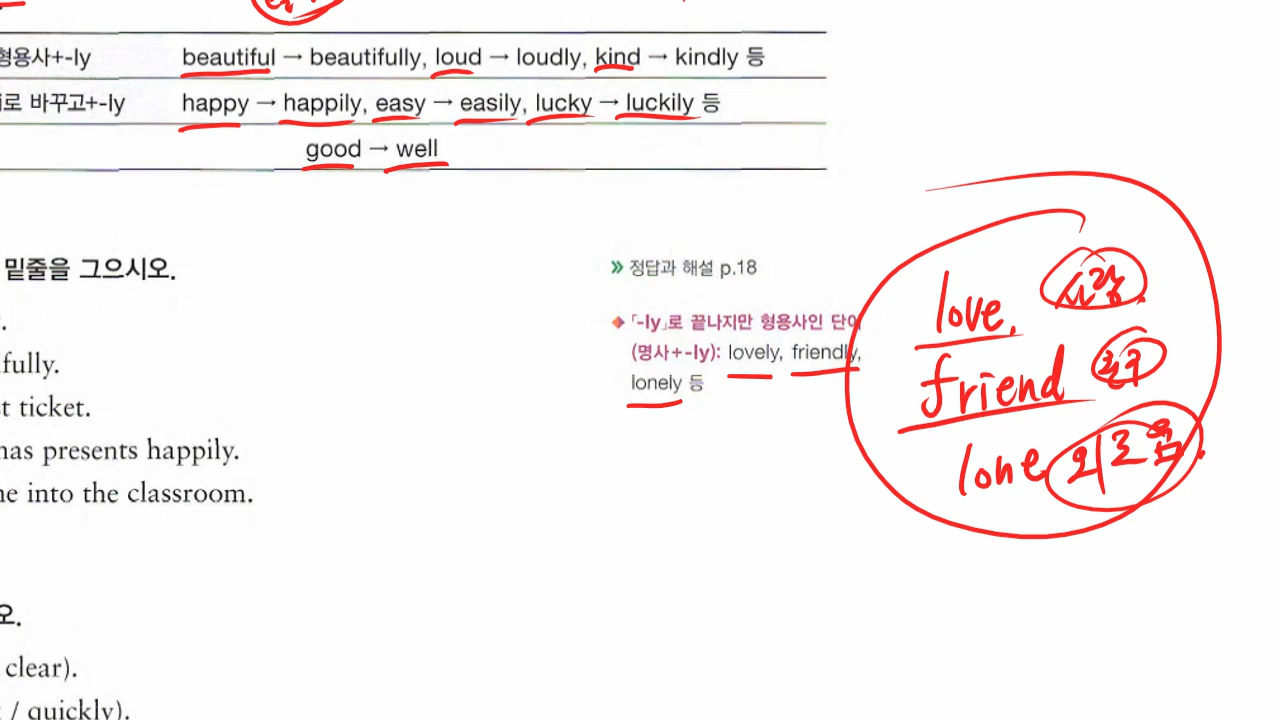 형용사+-ly beautiful → beautifully, loud → loudly, kind → kindly 등
i로 바꾸고+-ly happy → happily, easy → easily, lucky → luckily 등
good → well
밑줄을 그으시오.
» 정답과 해설 p.18
「-ly」로 끝나지만 형용사인 단어
(명사+-ly): lovely, friendly,
lonely 등
fully.
t ticket.
nas presents happily.
ne into the classroom.
love. 사랑.
friend 친구
lone 외로움.
오.
clear).
/ quickly).